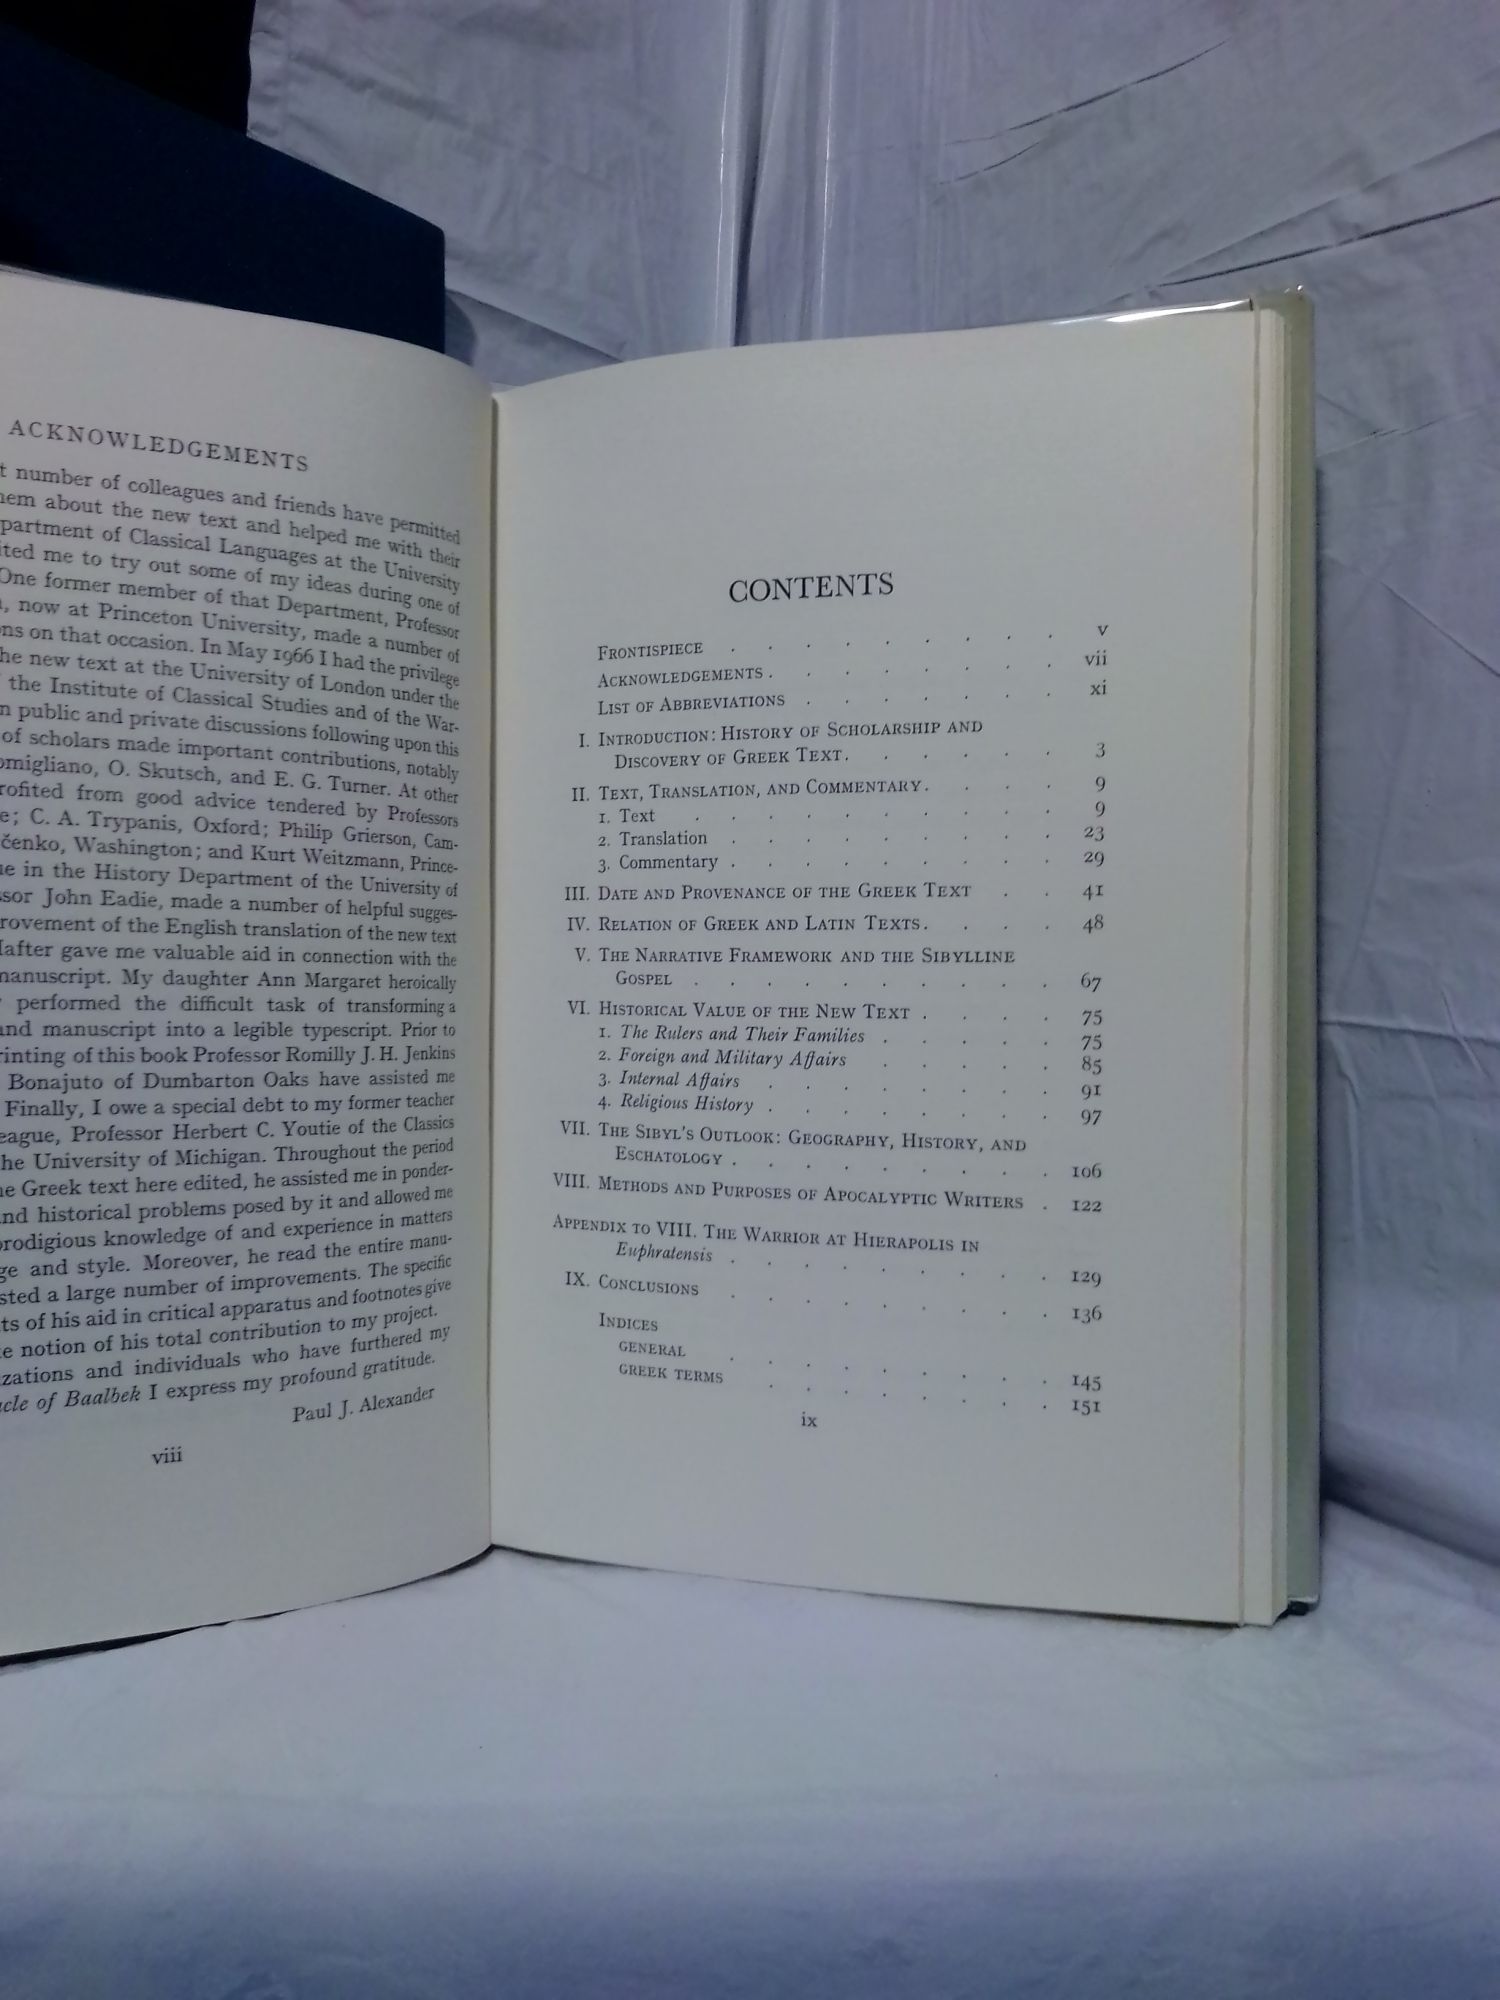 ACKNOWLEDGEMENTS
number of colleagues and friends have permitted
about the new text and helped me with their
of Classical Languages at the University
me to try out some of my ideas during one of
One former member of that Department, Professor
now at Princeton University, made a number of
on that occasion. In May 1966 I had the privilege
new text at the University of London under the
the Institute of Classical Studies and of the War-
public and private discussions following upon this
of scholars made important contributions, notably
O. Skutsch, and E. G. Turner. At other
from good advice tendered by Professors
C. A. Trypanis, Oxford; Philip Grierson, Cam-
Washington; and Kurt Weitzmann, Prince-
in the History Department of the University of
John Eadie, made a number of helpful sugges-
of the English translation of the new text
gave me valuable aid in connection with the
manuscript. My daughter Ann Margaret heroically
performed the difficult task of transforming a
and manuscript into a legible typescript. Prior to
of this book Professor Romilly J. H. Jenkins
Bonajuto of Dumbarton Oaks have assisted me
Finally, I owe a special debt to my former teacher
Professor Herbert C. Youtie of the Classics
the University of Michigan. Throughout the period
Greek text here edited, he assisted me in ponder-
and historical problems posed by it and allowed me
prodigious knowledge of and experience in matters
and style. Moreover, he read the entire manu-
a large number of improvements. The specific
of his aid in critical apparatus and footnotes give
notion of his total contribution to my project.
and individuals who have furthered my
of Baalbek I express my profound gratitude.
Paul J. Alexander
viii
CONTENTS
FRONTISPIECE . . . . . . . . . v
ACKNOWLEDGEMENTS . . . . . . . . vii
LIST OF ABBREVIATIONS . . . . . . . xi
I. INTRODUCTION: HISTORY OF SCHOLARSHIP AND
DISCOVERY OF GREEK TEXT . . . . . . 3
II. TEXT, TRANSLATION, AND COMMENTARY . . . . 9
1. Text . . . . . . . . . . 9
2. Translation . . . . . . . . . 23
3. Commentary . . . . . . . . . 29
III. DATE AND PROVENANCE OF THE GREEK TEXT . . 41
IV. RELATION OF GREEK AND LATIN TEXTS . . . . 48
V. THE NARRATIVE FRAMEWORK AND THE SIBYLLINE
GOSPEL . . . . . . . . . . 67
VI. HISTORICAL VALUE OF THE NEW TEXT . . . . 75
1. The Rulers and Their Families . . . . . 75
2. Foreign and Military Affairs . . . . . 85
3. Internal Affairs . . . . . . . . 91
4. Religious History . . . . . . . . 97
VII. THE SIBYL'S OUTLOOK: GEOGRAPHY, HISTORY, AND
ESCHATOLOGY . . . . . . . . . 106
VIII. METHODS AND PURPOSES OF APOCALYPTIC WRITERS . 122
APPENDIX TO VIII. THE WARRIOR AT HIERAPOLIS IN
Euphratensis . . . . . . . . . 129
IX. CONCLUSIONS . . . . . . . . . 136
INDICES
GENERAL . . . . . . . . . 145
GREEK TERMS . . . . . . . . 151
ix